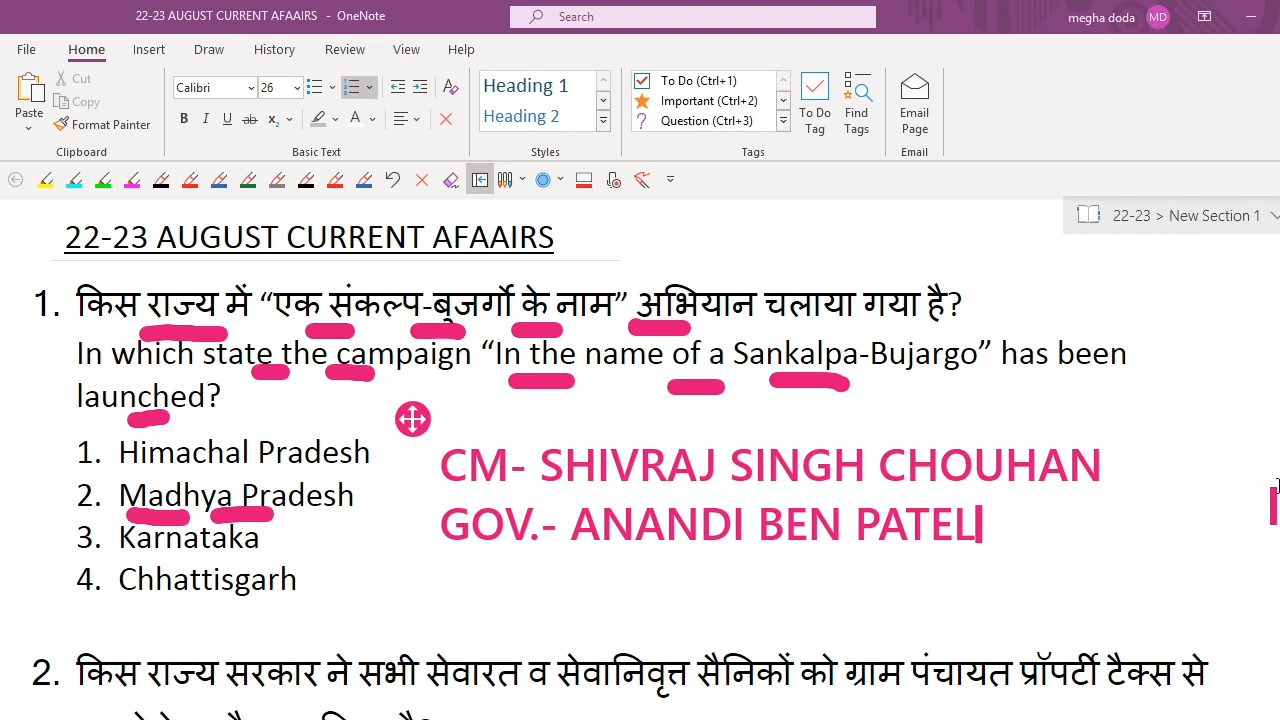 22-23 AUGUST CURRENT AFAAIRS - OneNote
Search
megha doda MD
File Home Insert Draw History Review View Help
Paste
Cut
Copy
Format Painter
Clipboard
Calibri 26
B I U ab x₂ A
Basic Text
Heading 1
Heading 2
Styles
To Do (Ctrl+1)
Important (Ctrl+2)
Question (Ctrl+3)
To Do Tag
Find Tags
Tags
Email Page
Email
22-23 > New Section 1
22-23 AUGUST CURRENT AFAAIRS
1. किस राज्य में “एक संकल्प-बुजर्गो के नाम” अभियान चलाया गया है?
In which state the campaign “In the name of a Sankalpa-Bujargo” has been
launched?
1. Himachal Pradesh
2. Madhya Pradesh
3. Karnataka
4. Chhattisgarh
CM- SHIVRAJ SINGH CHOUHAN
GOV.- ANANDI BEN PATEL
2. किस राज्य सरकार ने सभी सेवारत व सेवानिवृत्त सैनिकों को ग्राम पंचायत प्रॉपर्टी टैक्स से